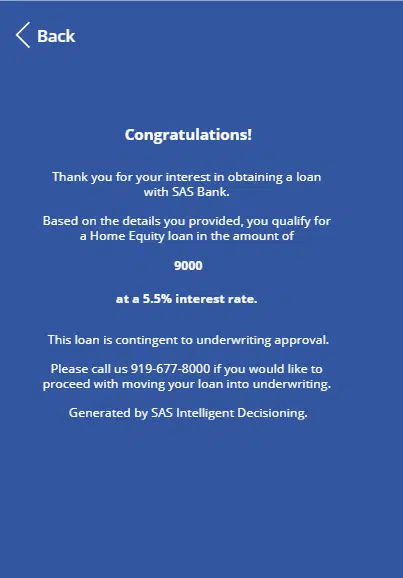 Back
Congratulations!
Thank you for your interest in obtaining a loan
with SAS Bank.
Based on the details you provided, you qualify for
a Home Equity loan in the amount of
9000
at a 5.5% interest rate.
This loan is contingent to underwriting approval.
Please call us 919-677-8000 if you would like to
proceed with moving your loan into underwriting.
Generated by SAS Intelligent Decisioning.